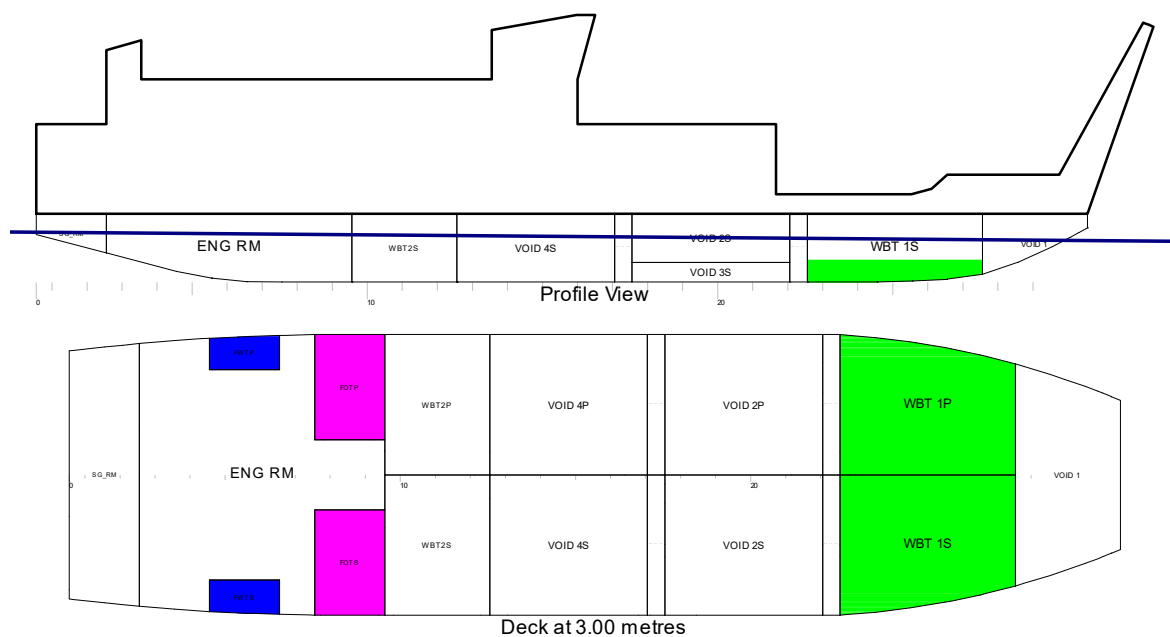 SG_RM
ENG RM
WBT2S
VOID 4S
VOID 2S
VOID 3S
WBT 1S
VOID 1
Profile View
0
10
20
FOTP
WBT2P
VOID 4P
VOID 2P
WBT 1P
SG_RM
ENG RM
VOID 1
0
10
20
FOTS
WBT2S
VOID 4S
VOID 2S
WBT 1S
Deck at 3.00 metres